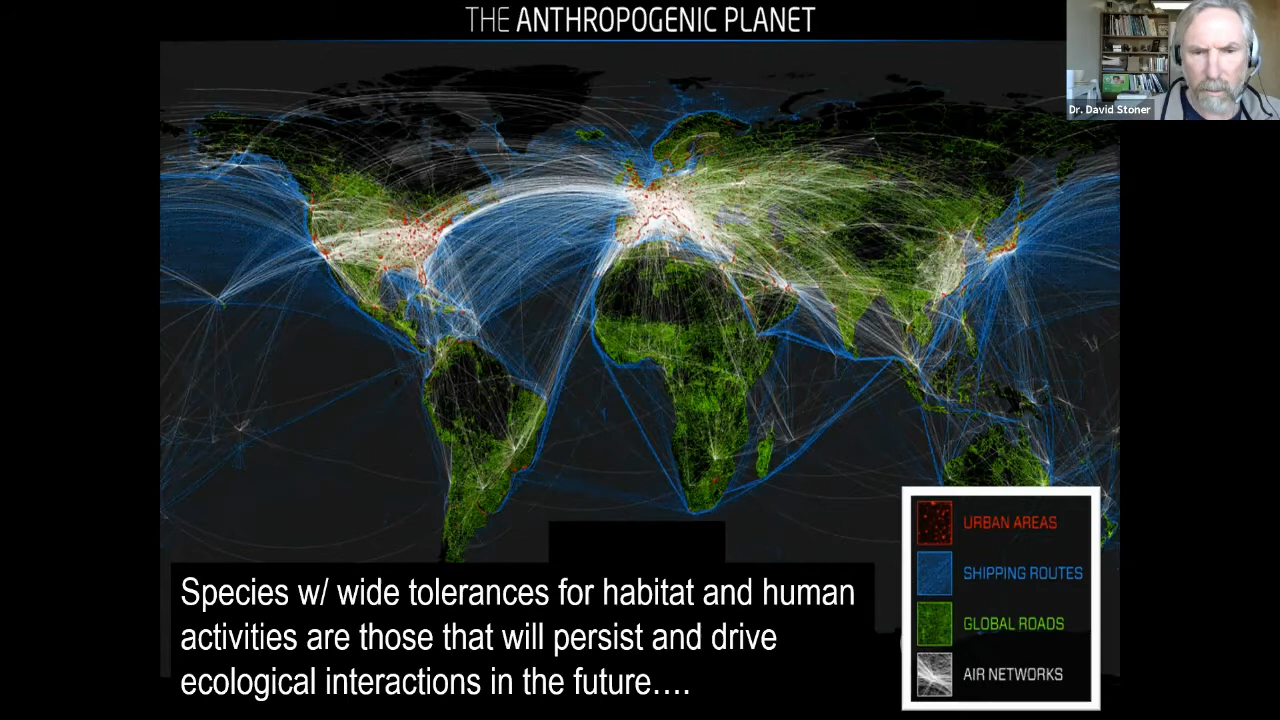 THE ANTHROPOGENIC PLANET
Dr. David Stoner
URBAN AREAS
SHIPPING ROUTES
GLOBAL ROADS
AIR NETWORKS
Species w/ wide tolerances for habitat and human
activities are those that will persist and drive
ecological interactions in the future….